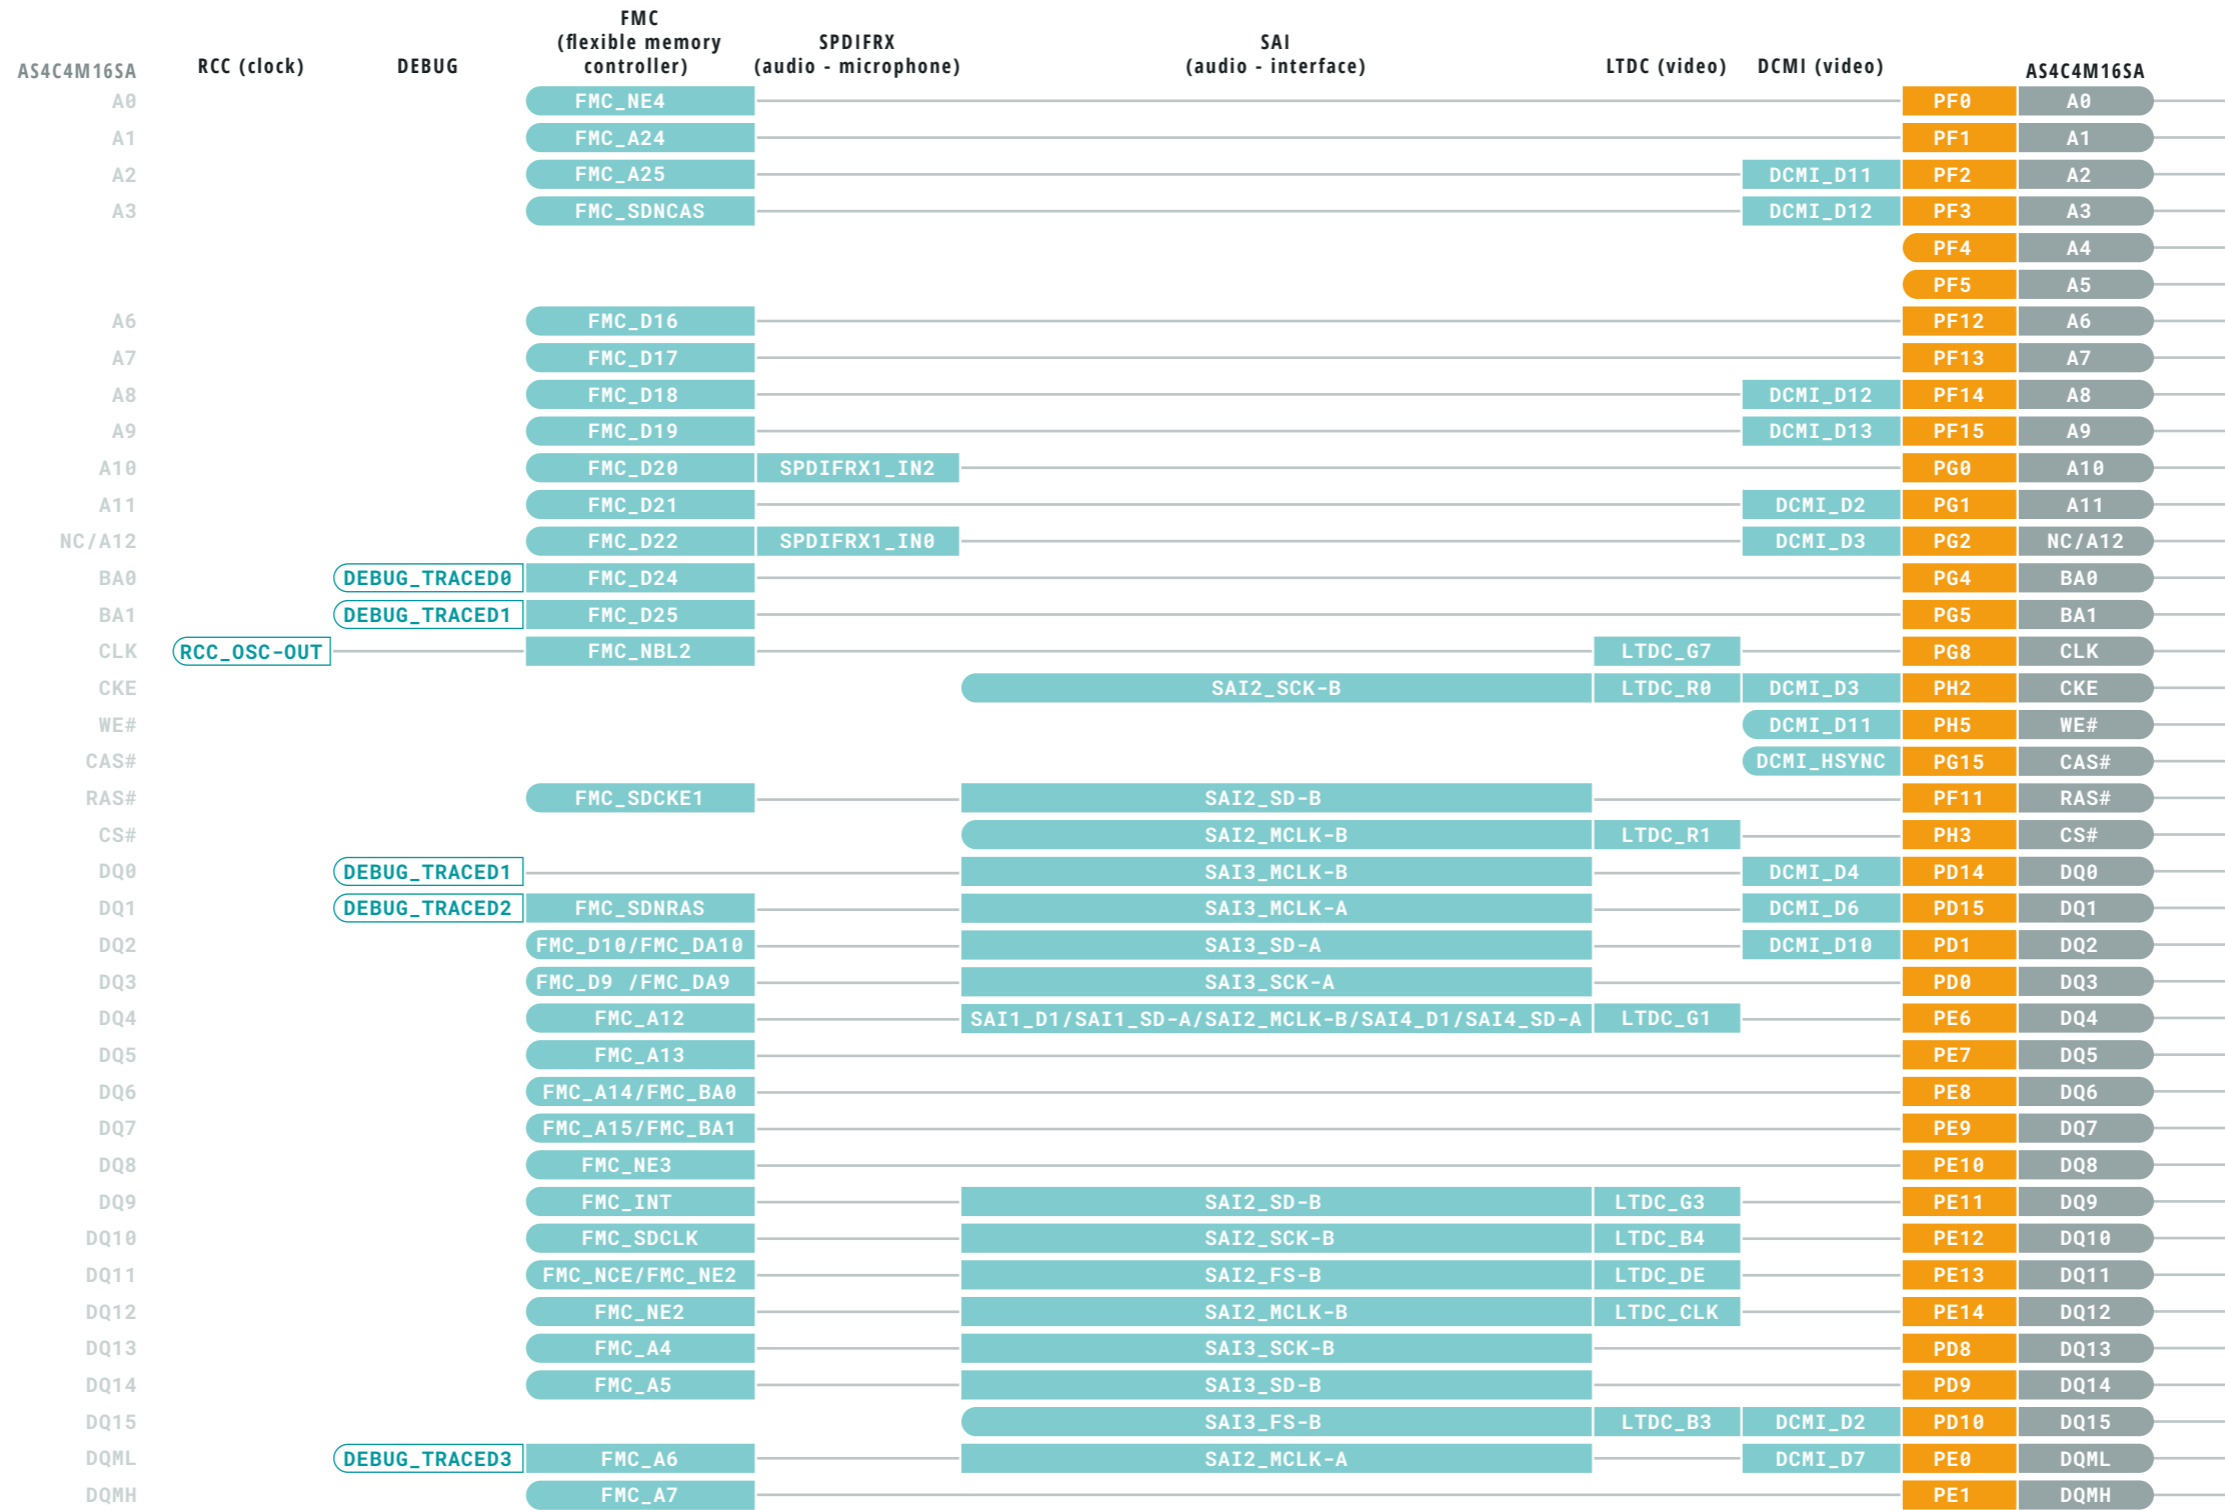 FMC
(flexible memory SPDIFRX SAI
AS4C4M16SA RCC (clock) DEBUG controller) (audio - microphone) (audio - interface) LTDC (video) DCMI (video) AS4C4M16SA
A0 FMC_NE4 PF0 A0
A1 FMC_A24 PF1 A1
A2 FMC_A25 DCMI_D11 PF2 A2
A3 FMC_SDNCAS DCMI_D12 PF3 A3
PF4 A4
PF5 A5
A6 FMC_D16 PF12 A6
A7 FMC_D17 PF13 A7
A8 FMC_D18 DCMI_D12 PF14 A8
A9 FMC_D19 DCMI_D13 PF15 A9
A10 FMC_D20 SPDIFRX1_IN2 PG0 A10
A11 FMC_D21 DCMI_D2 PG1 A11
NC/A12 FMC_D22 SPDIFRX1_IN0 DCMI_D3 PG2 NC/A12
BA0 DEBUG_TRACED0 FMC_D24 PG4 BA0
BA1 DEBUG_TRACED1 FMC_D25 PG5 BA1
CLK RCC_OSC-OUT FMC_NBL2 LTDC_G7 PG8 CLK
CKE SAI2_SCK-B LTDC_R0 DCMI_D3 PH2 CKE
WE# DCMI_D11 PH5 WE#
CAS# DCMI_HSYNC PG15 CAS#
RAS# FMC_SDCKE1 SAI2_SD-B PF11 RAS#
CS# SAI2_MCLK-B LTDC_R1 PH3 CS#
DQ0 DEBUG_TRACED1 SAI3_MCLK-B DCMI_D4 PD14 DQ0
DQ1 DEBUG_TRACED2 FMC_SDNRAS SAI3_MCLK-A DCMI_D6 PD15 DQ1
DQ2 FMC_D10/FMC_DA10 SAI3_SD-A DCMI_D10 PD1 DQ2
DQ3 FMC_D9 /FMC_DA9 SAI3_SCK-A PD0 DQ3
DQ4 FMC_A12 SAI1_D1/SAI1_SD-A/SAI2_MCLK-B/SAI4_D1/SAI4_SD-A LTDC_G1 PE6 DQ4
DQ5 FMC_A13 PE7 DQ5
DQ6 FMC_A14/FMC_BA0 PE8 DQ6
DQ7 FMC_A15/FMC_BA1 PE9 DQ7
DQ8 FMC_NE3 PE10 DQ8
DQ9 FMC_INT SAI2_SD-B LTDC_G3 PE11 DQ9
DQ10 FMC_SDCLK SAI2_SCK-B LTDC_B4 PE12 DQ10
DQ11 FMC_NCE/FMC_NE2 SAI2_FS-B LTDC_DE PE13 DQ11
DQ12 FMC_NE2 SAI2_MCLK-B LTDC_CLK PE14 DQ12
DQ13 FMC_A4 SAI3_SCK-B PD8 DQ13
DQ14 FMC_A5 SAI3_SD-B PD9 DQ14
DQ15 SAI3_FS-B LTDC_B3 DCMI_D2 PD10 DQ15
DQML DEBUG_TRACED3 FMC_A6 SAI2_MCLK-A DCMI_D7 PE0 DQML
DQMH FMC_A7 PE1 DQMH